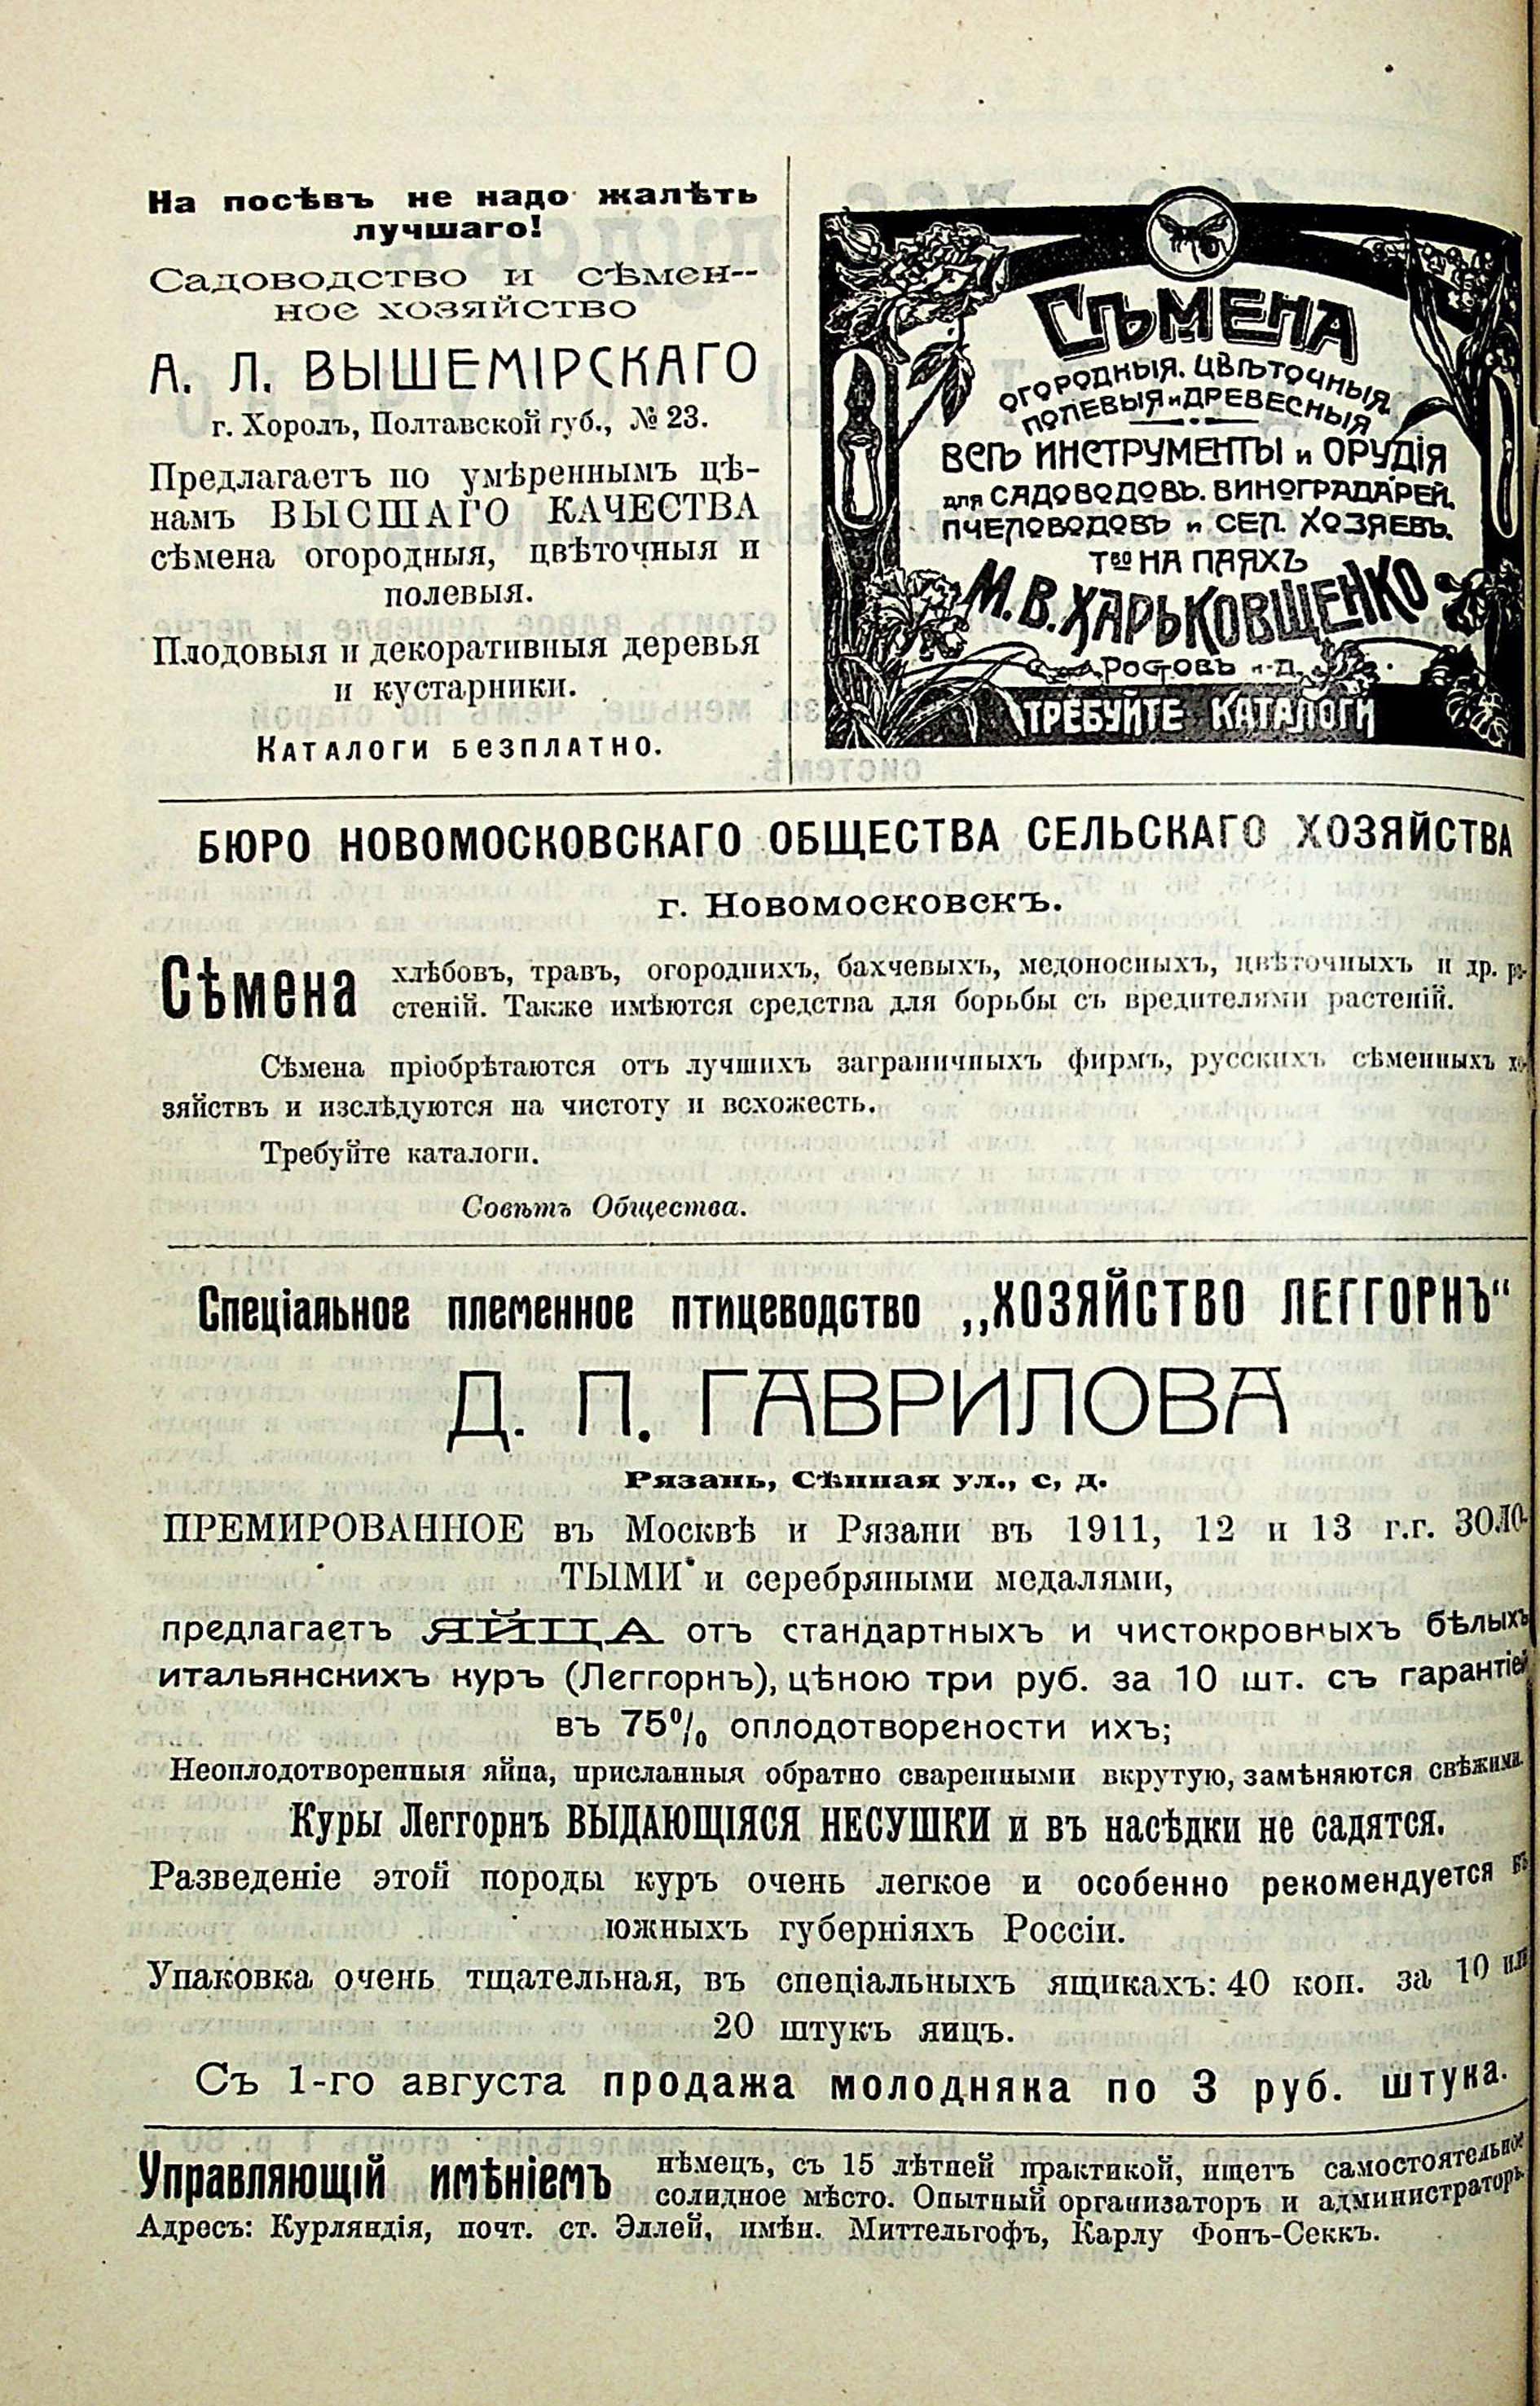 На посѣвъ не надо жалѣть
лучшаго!
Садоводство и сѣмен--
ное хозяйство
А. Л. ВЫШЕМІРСКАГО
г. Хоролъ, Полтавской губ., № 23.
Предлагаетъ по умѣреннымъ цѣ-
намъ ВЫСШАГО КАЧЕСТВА
сѣмена огородныя, цвѣточныя и
полевыя.
Плодовыя и декоративныя деревья
и кустарники.
Каталоги безплатно.
СѢМЕНА
ОГОРОДНЫЯ. ЦВѢТОЧНЫЯ
ПОЛЕВЫЯ и ДРЕВЕСНЫЯ
ВСѢ ИНСТРУМЕНТЫ и ОРУДІЯ
для САДОВОДОВЪ. ВИНОГРАДАРЕЙ.
ПЧЕЛОВОДОВЪ и СЕЛ. ХОЗЯЕВЪ.
Тво НА ПАЯХЪ
М. В. ХАРЬКОВЩЕНКО
РОСТОВЪ н-Д.
ТРЕБУЙТЕ КАТАЛОГИ
БЮРО НОВОМОСКОВСКАГО ОБЩЕСТВА СЕЛЬСКАГО ХОЗЯЙСТВА
г. Новомосковскъ.
Сѣмена хлѣбовъ, травъ, огороднихъ, бахчевыхъ, медоносныхъ, цвѣточныхъ и др. ра-
стеній. Также имѣются средства для борьбы съ вредителями растеній.
Сѣмена пріобрѣтаются отъ лучшихъ заграничныхъ фирмъ, русскихъ сѣменныхъ хо-
зяйствъ и изслѣдуются на чистоту и всхожесть.
Требуйте каталоги.
Совѣтъ Общества.
Спеціальное племенное птицеводство „ХОЗЯЙСТВО ЛЕГГОРНЪ“
Д. П. ГАВРИЛОВА
Рязань, Сѣнная ул., с, д.
ПРЕМИРОВАННОЕ въ Москвѣ и Рязани въ 1911, 12 и 13 г.г. ЗОЛО-
ТЫМИ и серебряными медалями,
предлагаетъ ЯЙЦА отъ стандартныхъ и чистокровныхъ бѣлыхъ
итальянскихъ куръ (Леггорнъ), цѣною три руб. за 10 шт. съ гарантіей
въ 75% оплодотворености ихъ;
Неоплодотворенныя яйца, присланныя обратно сваренными вкрутую, замѣняются свѣжими.
Куры Леггорнъ ВЫДАЮЩІЯСЯ НЕСУШКИ и въ насѣдки не садятся.
Разведеніе этой породы куръ очень легкое и особенно рекомендуется въ
южныхъ губерніяхъ Россіи.
Упаковка очень тщательная, въ спеціальныхъ ящикахъ: 40 коп. за 10 или
20 штукъ яицъ.
Съ 1-го августа продажа молодняка по 3 руб. штука.
Управляющій имѣніемъ нѣмецъ, съ 15 лѣтней практикой, ищетъ самостоятельное
солидное мѣсто. Опытный организаторъ и администраторъ.
Адресъ: Курляндія, почт. ст. Эллей, имѣн. Миттельгофъ, Карлу Фонъ-Секкъ.